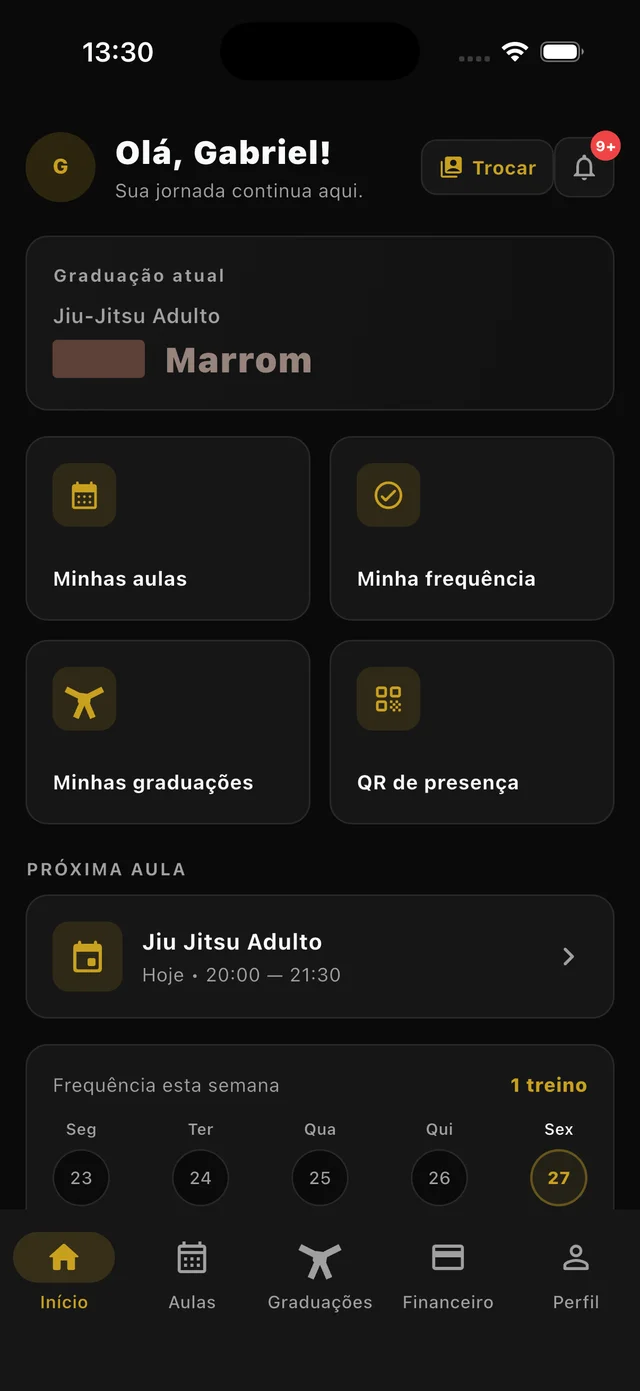 13:30
G
Olá, Gabriel!
Sua jornada continua aqui.
Trocar
9+
Graduação atual
Jiu-Jitsu Adulto
Marrom
Minhas aulas
Minha frequência
Minhas graduações
QR de presença
PRÓXIMA AULA
Jiu Jitsu Adulto
Hoje • 20:00 — 21:30
Frequência esta semana
1 treino
Seg Ter Qua Qui Sex
23 24 25 26 27
Início Aulas Graduações Financeiro Perfil